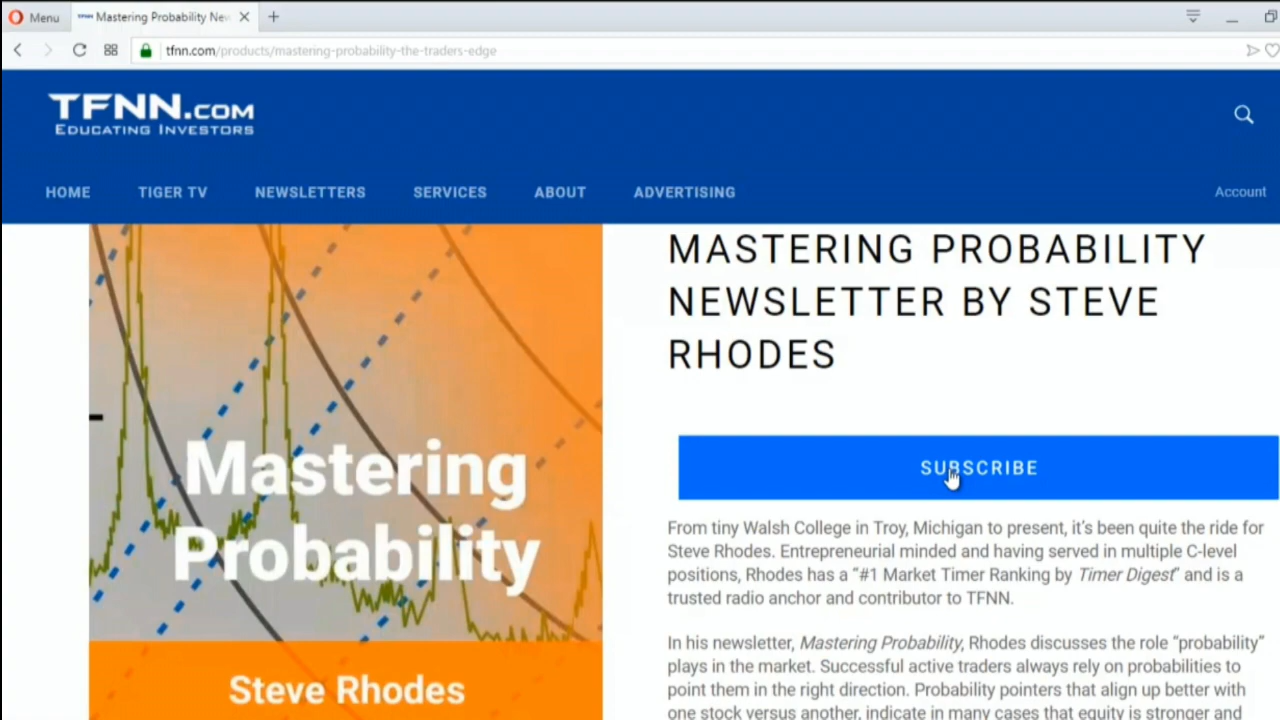 Menu
Mastering Probability New
tfnn.com/products/mastering-probability-the-traders-edge
TFNN.COM
EDUCATING INVESTORS
HOME TIGER TV NEWSLETTERS SERVICES ABOUT ADVERTISING Account
Mastering
Probability
Steve Rhodes
MASTERING PROBABILITY
NEWSLETTER BY STEVE
RHODES
SUBSCRIBE
From tiny Walsh College in Troy, Michigan to present, it's been quite the ride for
Steve Rhodes. Entrepreneurial minded and having served in multiple C-level
positions, Rhodes has a “#1 Market Timer Ranking by Timer Digest” and is a
trusted radio anchor and contributor to TFNN.
In his newsletter, Mastering Probability, Rhodes discusses the role “probability”
plays in the market. Successful active traders always rely on probabilities to
point them in the right direction. Probability pointers that align up better with
one stock versus another, indicate in many cases that equity is stronger and